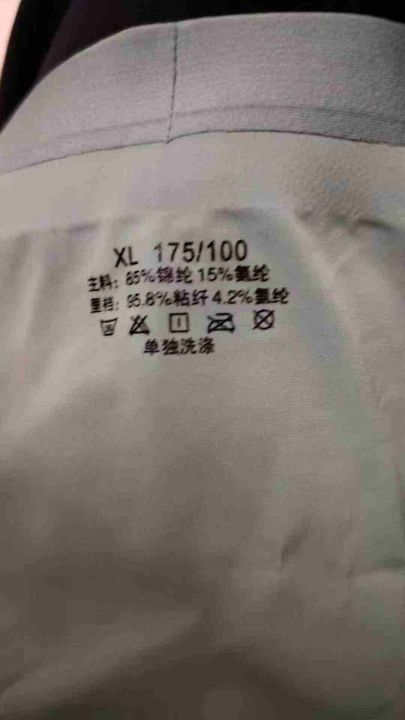 XL 175/100
主料: 85%锦纶 15%氨纶
里档: 95.8%粘纤 4.2%氨纶
单独洗涤